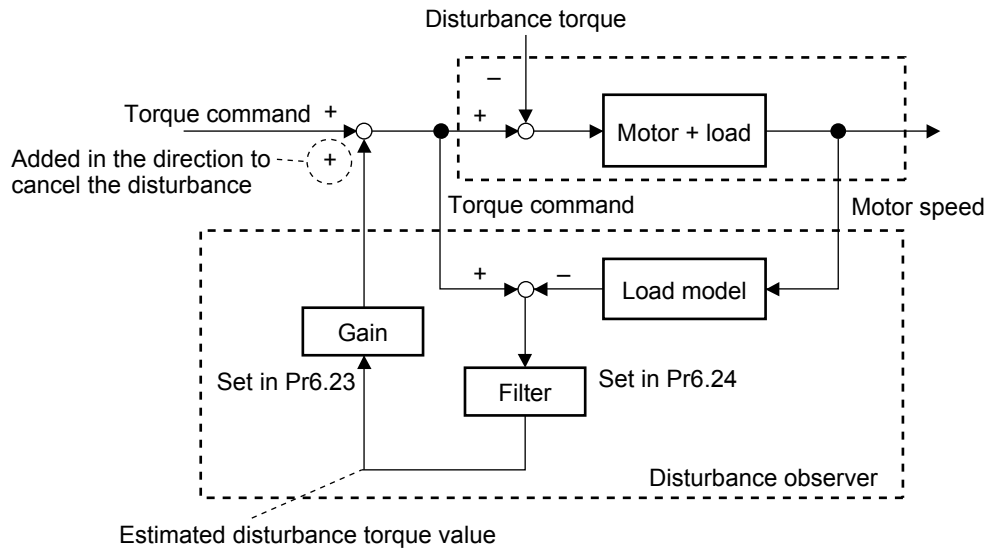 Disturbance torque
–
Torque command
+
+
Motor + load
Added in the direction to
cancel the disturbance
+
Torque command
Motor speed
+
–
Load model
Gain
Set in Pr6.23
Filter
Set in Pr6.24
Disturbance observer
Estimated disturbance torque value